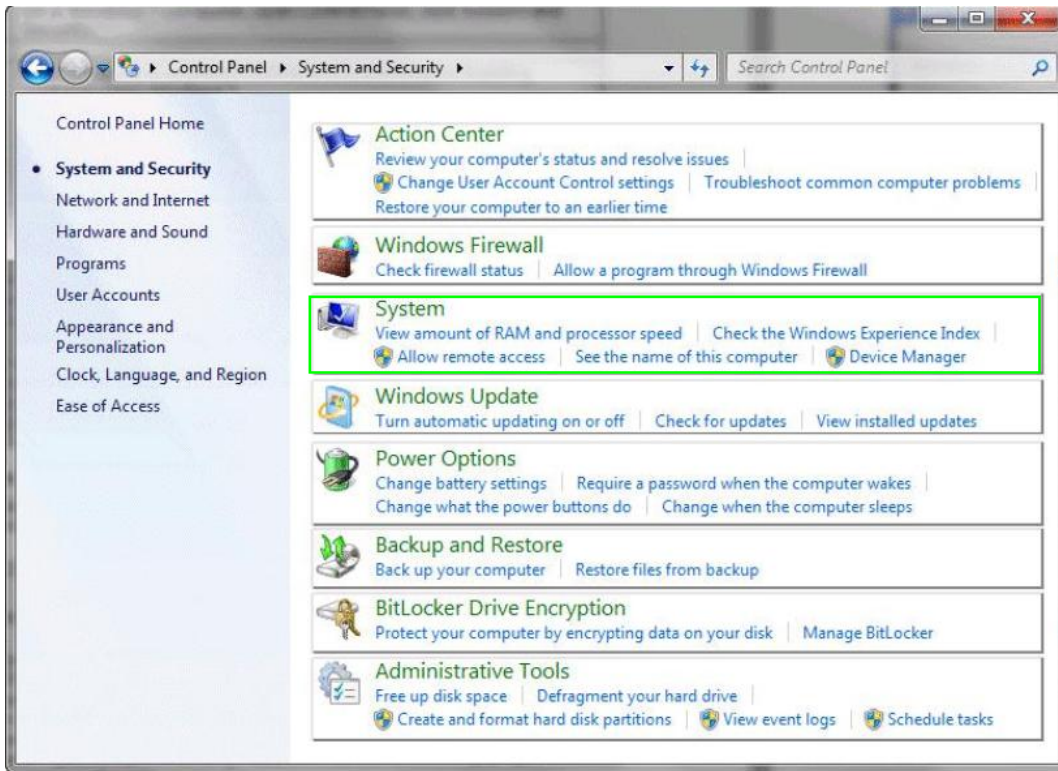 Control Panel ▸ System and Security ▸
Search Control Panel
Control Panel Home
System and Security
Network and Internet
Hardware and Sound
Programs
User Accounts
Appearance and
Personalization
Clock, Language, and Region
Ease of Access
Action Center
Review your computer's status and resolve issues
Change User Account Control settings | Troubleshoot common computer problems
Restore your computer to an earlier time
Windows Firewall
Check firewall status | Allow a program through Windows Firewall
System
View amount of RAM and processor speed | Check the Windows Experience Index
Allow remote access | See the name of this computer | Device Manager
Windows Update
Turn automatic updating on or off | Check for updates | View installed updates
Power Options
Change battery settings | Require a password when the computer wakes
Change what the power buttons do | Change when the computer sleeps
Backup and Restore
Back up your computer | Restore files from backup
BitLocker Drive Encryption
Protect your computer by encrypting data on your disk | Manage BitLocker
Administrative Tools
Free up disk space | Defragment your hard drive
Create and format hard disk partitions | View event logs | Schedule tasks